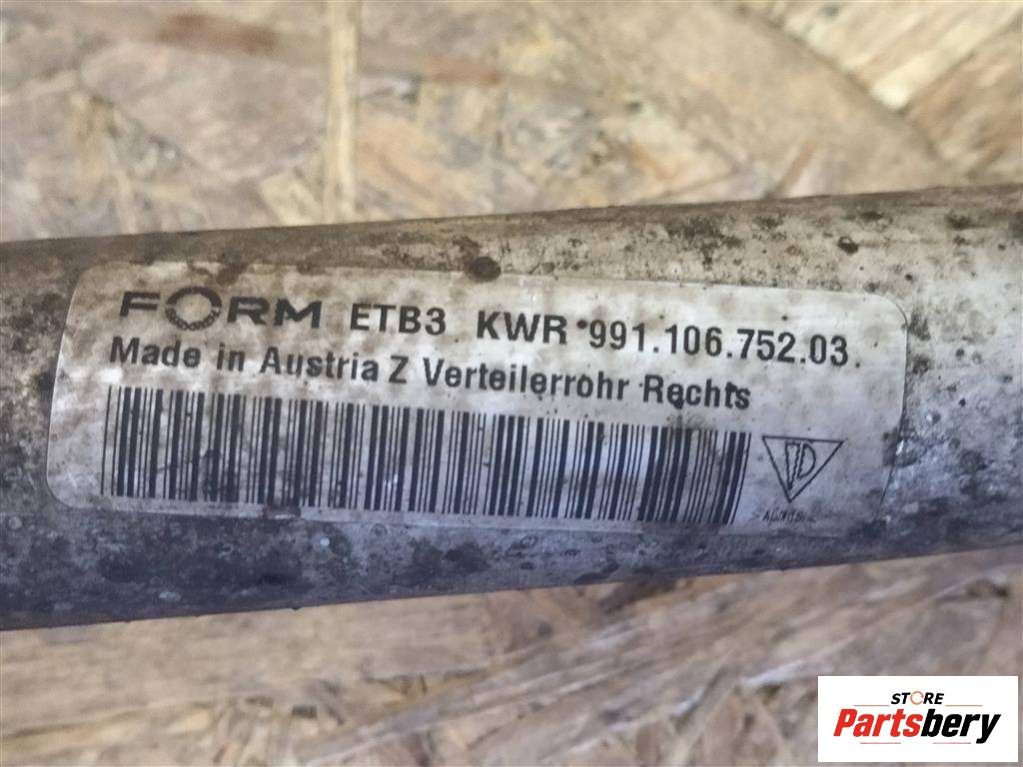 FORM ETB3 KWR 991.106.752.03.
Made in Austria Z Verteilerrohr Rechts
STORE
Partsbery